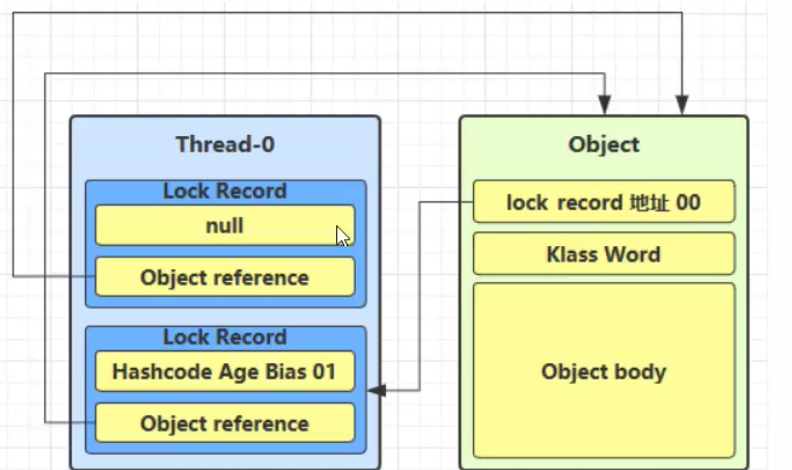 Thread-0
Lock Record
null
Object reference
Lock Record
Hashcode Age Bias 01
Object reference
Object
lock record 地址 00
Klass Word
Object body